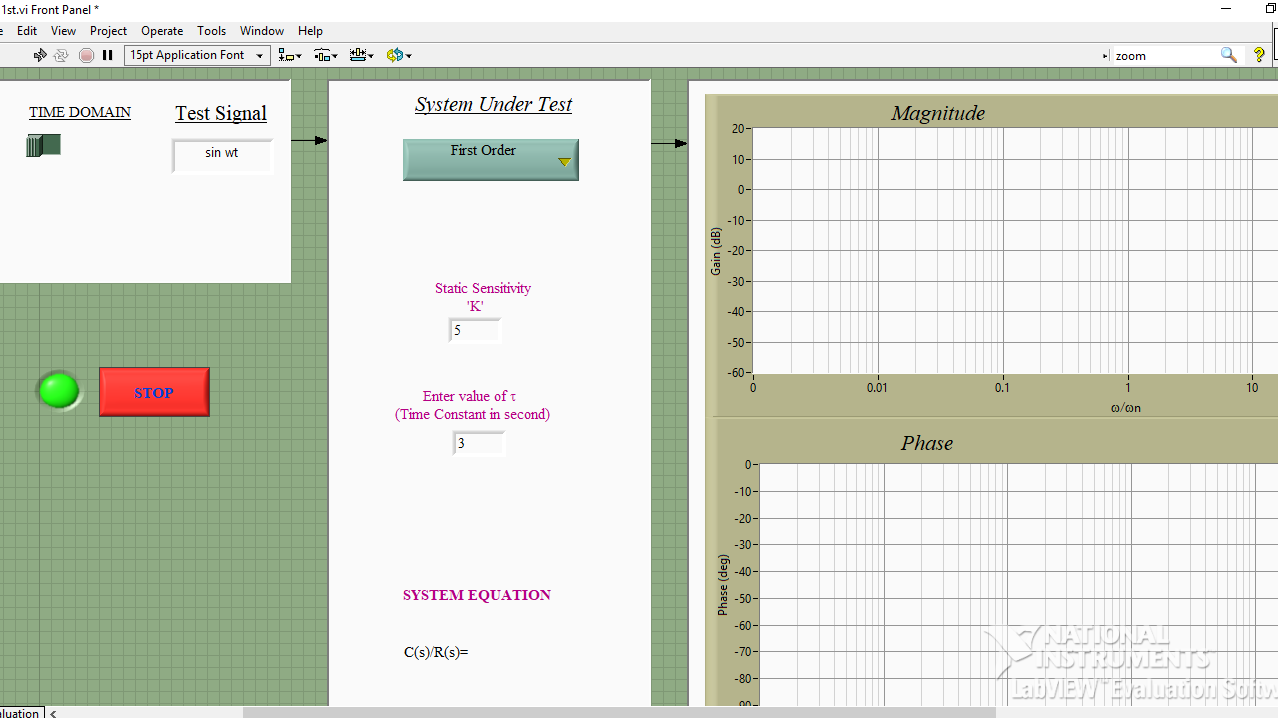 1st.vi Front Panel *
Edit View Project Operate Tools Window Help
15pt Application Font
zoom
TIME DOMAIN
Test Signal
sin wt
STOP
System Under Test
First Order
Static Sensitivity
'K'
5
Enter value of τ
(Time Constant in second)
3
SYSTEM EQUATION
C(s)/R(s)=
Magnitude
Gain (dB)
20
10
0
-10
-20
-30
-40
-50
-60
0 0.01 0.1 1 10
ω/ωn
Phase
Phase (deg)
0
-10
-20
-30
-40
-50
-60
-70
-80
-90
NATIONAL
INSTRUMENTS
LabVIEW™ Evaluation Softw